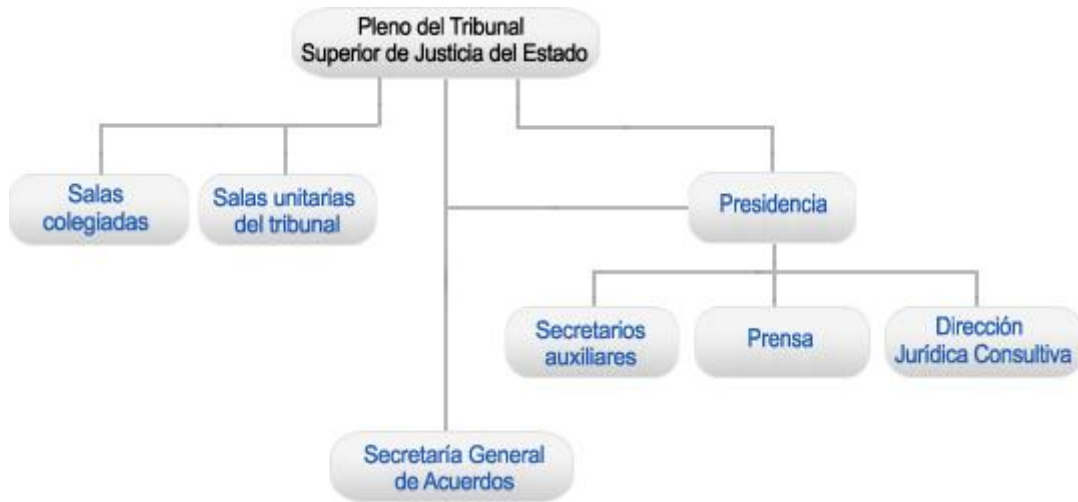 Pleno del Tribunal
Superior de Justicia del Estado
Salas
colegiadas
Salas unitarias
del tribunal
Presidencia
Secretarios
auxiliares
Prensa
Dirección
Jurídica Consultiva
Secretaría General
de Acuerdos